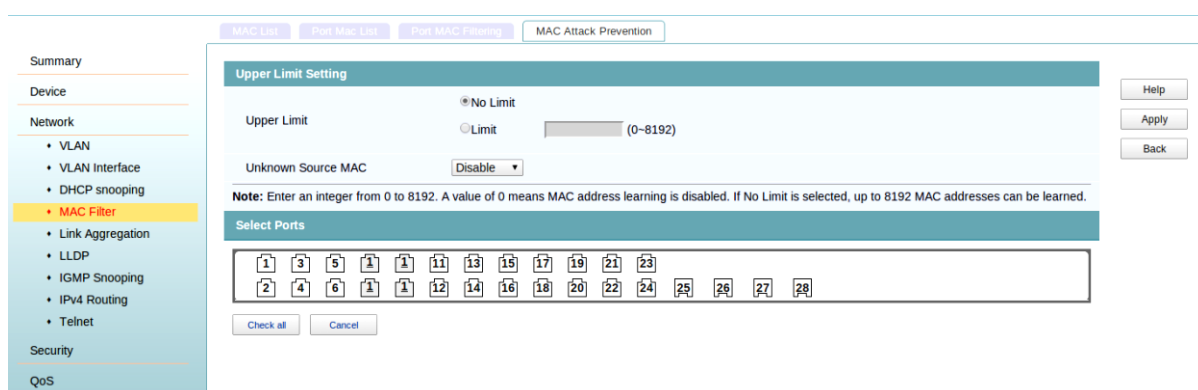 MAC List Port Mac List Port MAC Filtering MAC Attack Prevention
Summary
Device
Network
VLAN
VLAN Interface
DHCP snooping
MAC Filter
Link Aggregation
LLDP
IGMP Snooping
IPv4 Routing
Telnet
Security
QoS
Upper Limit Setting
Upper Limit
No Limit
Limit (0~8192)
Unknown Source MAC Disable
Note: Enter an integer from 0 to 8192. A value of 0 means MAC address learning is disabled. If No Limit is selected, up to 8192 MAC addresses can be learned.
Select Ports
1 3 5 1 1 11 13 15 17 19 21 23
2 4 6 1 1 12 14 16 18 20 22 24 25 26 27 28
Check all Cancel
Help
Apply
Back